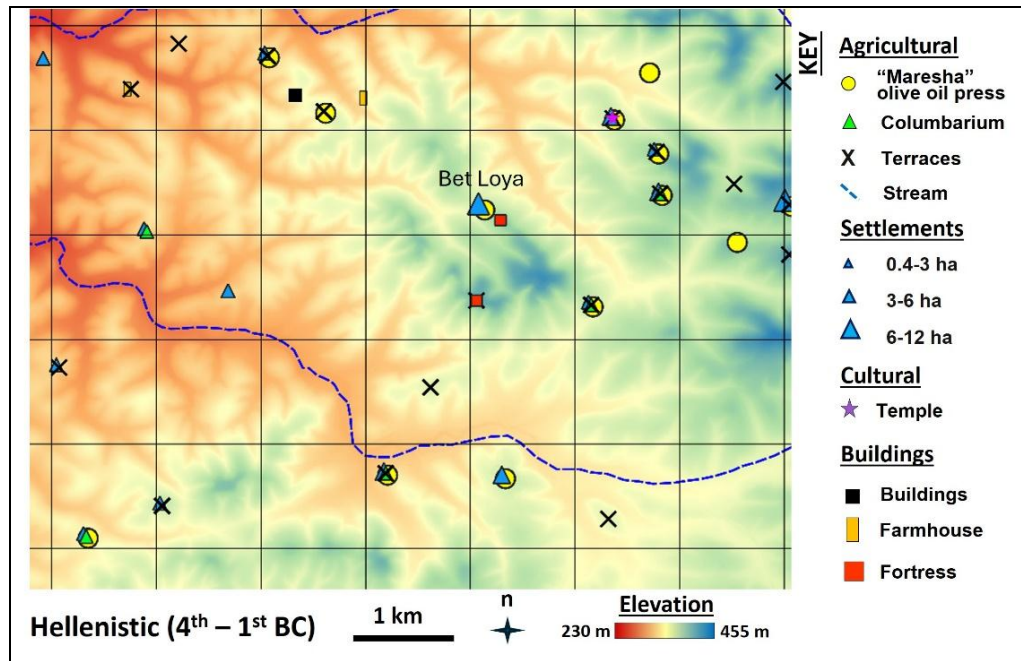 Bet Loya
KEY
Agricultural
“Maresha”
olive oil press
Columbarium
Terraces
Stream
Settlements
0.4-3 ha
3-6 ha
6-12 ha
Cultural
Temple
Buildings
Buildings
Farmhouse
Fortress
Hellenistic (4th – 1st BC)
1 km
n
Elevation
230 m
455 m